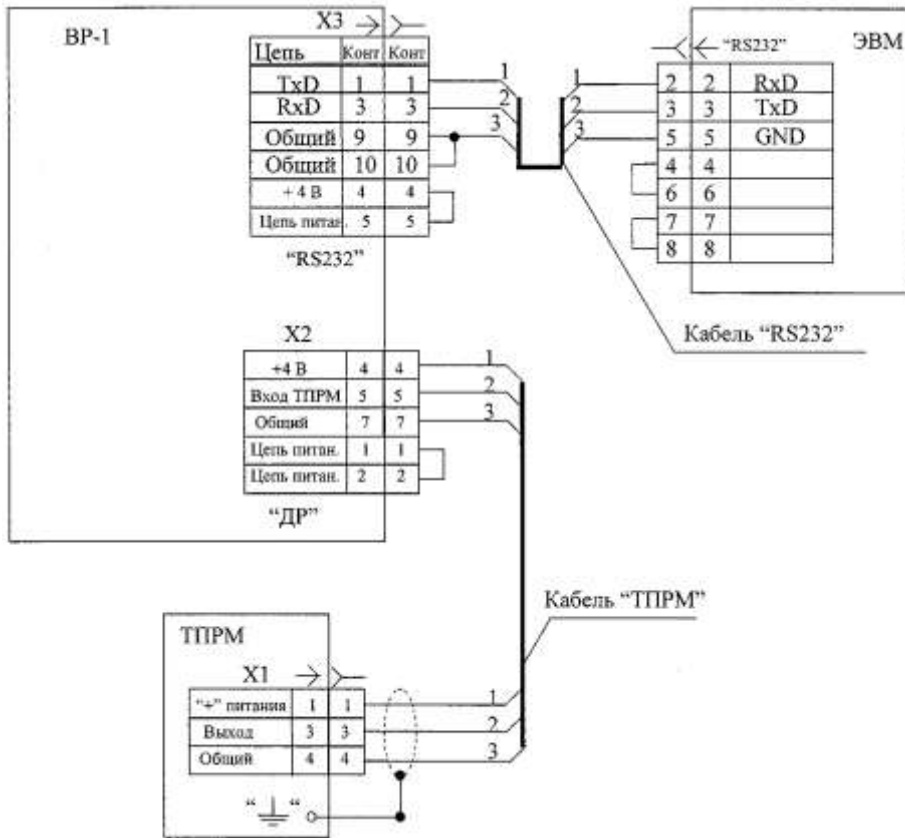 ВР-1
X3
Цепь Конт Конт
TxD 1 1
RxD 3 3
Общий 9 9
Общий 10 10
+ 4 В 4 4
Цепь питан. 5 5
“RS232”
1
2
3
1
2
3
“RS232”
ЭВМ
2 2 RxD
3 3 TxD
5 5 GND
4 4
6 6
7 7
8 8
Кабель “RS232”
X2
+4 В 4 4
Вход ТПРМ 5 5
Общий 7 7
Цепь питан. 1 1
Цепь питан. 2 2
“ДР”
1
2
3
Кабель “ТПРМ”
ТПРМ
X1
“+” питания 1 1
Выход 3 3
Общий 4 4
1
2
3
“ “